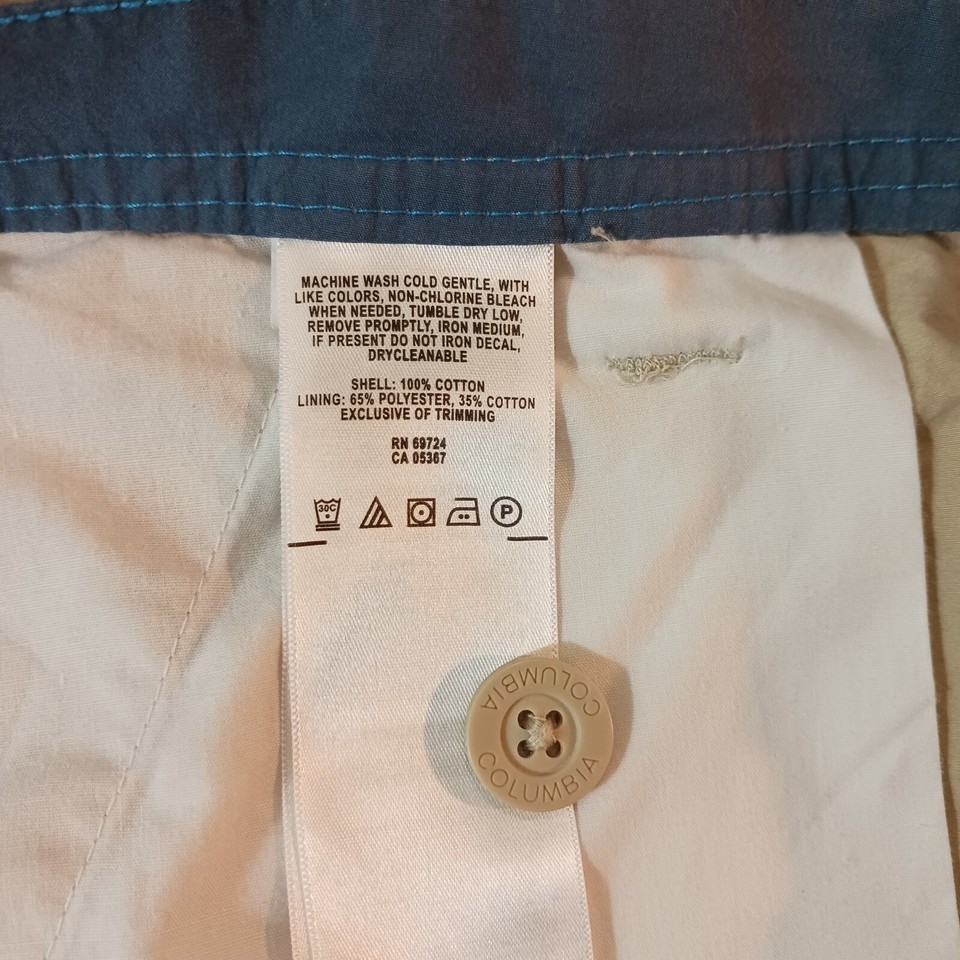 MACHINE WASH COLD GENTLE, WITH
LIKE COLORS, NON-CHLORINE BLEACH
WHEN NEEDED, TUMBLE DRY LOW,
REMOVE PROMPTLY, IRON MEDIUM,
IF PRESENT DO NOT IRON DECAL,
DRYCLEANABLE
SHELL: 100% COTTON
LINING: 65% POLYESTER, 35% COTTON
EXCLUSIVE OF TRIMMING
RN 69724
CA 05367
30C P
COLUMBIA
COLUMBIA